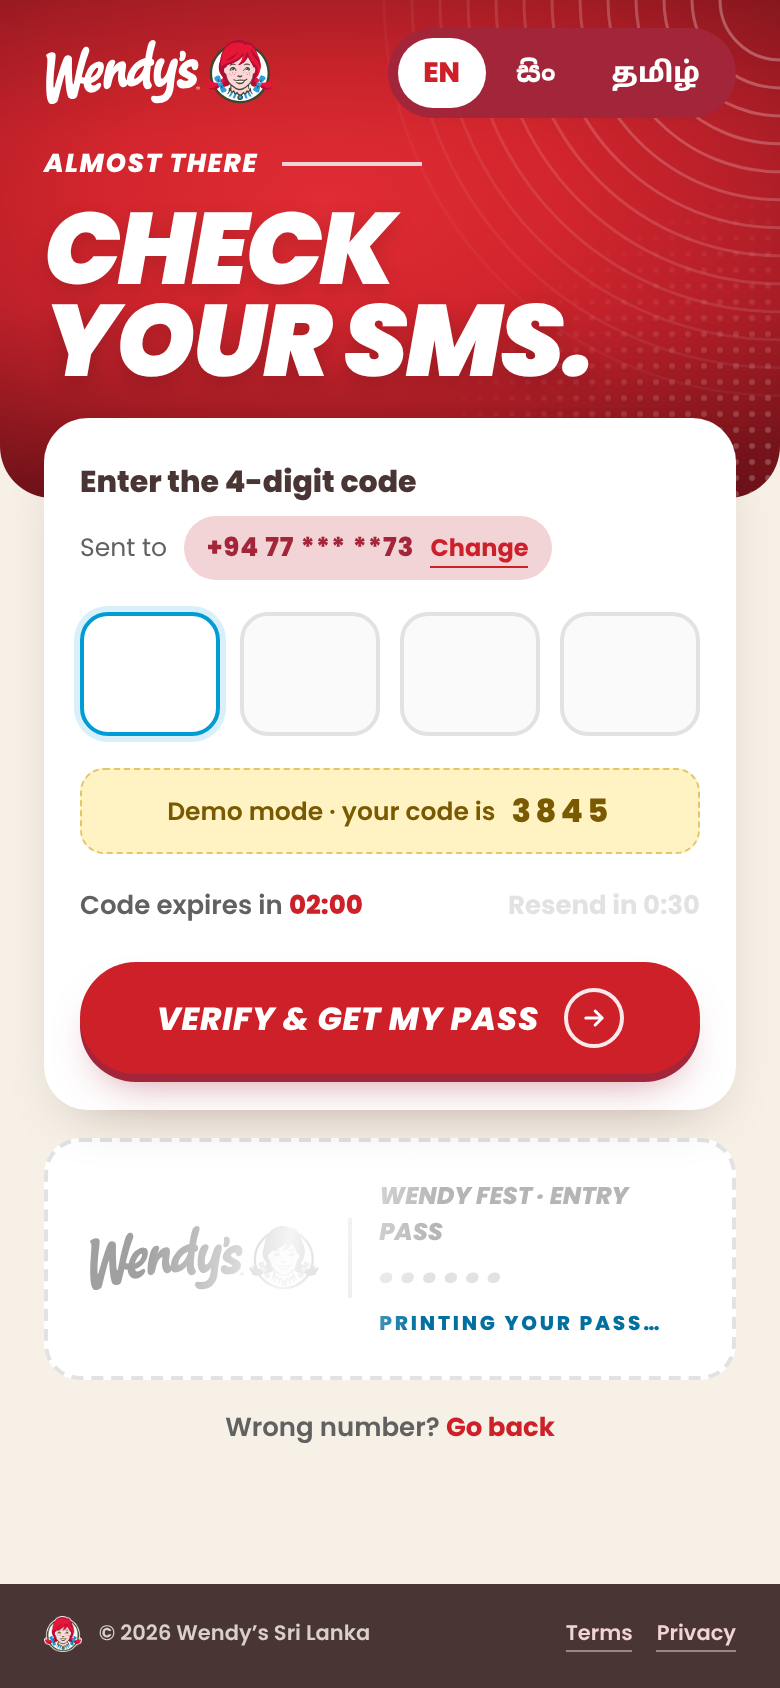 Wendy's
EN සිං தமிழ்
ALMOST THERE
CHECK
YOUR SMS.
Enter the 4-digit code
Sent to +94 77 *** **73 Change
Demo mode · your code is 3845
Code expires in 02:00 Resend in 0:30
VERIFY & GET MY PASS
Wendy's
WENDY FEST · ENTRY
PASS
PRINTING YOUR PASS…
Wrong number? Go back
© 2026 Wendy’s Sri Lanka Terms Privacy